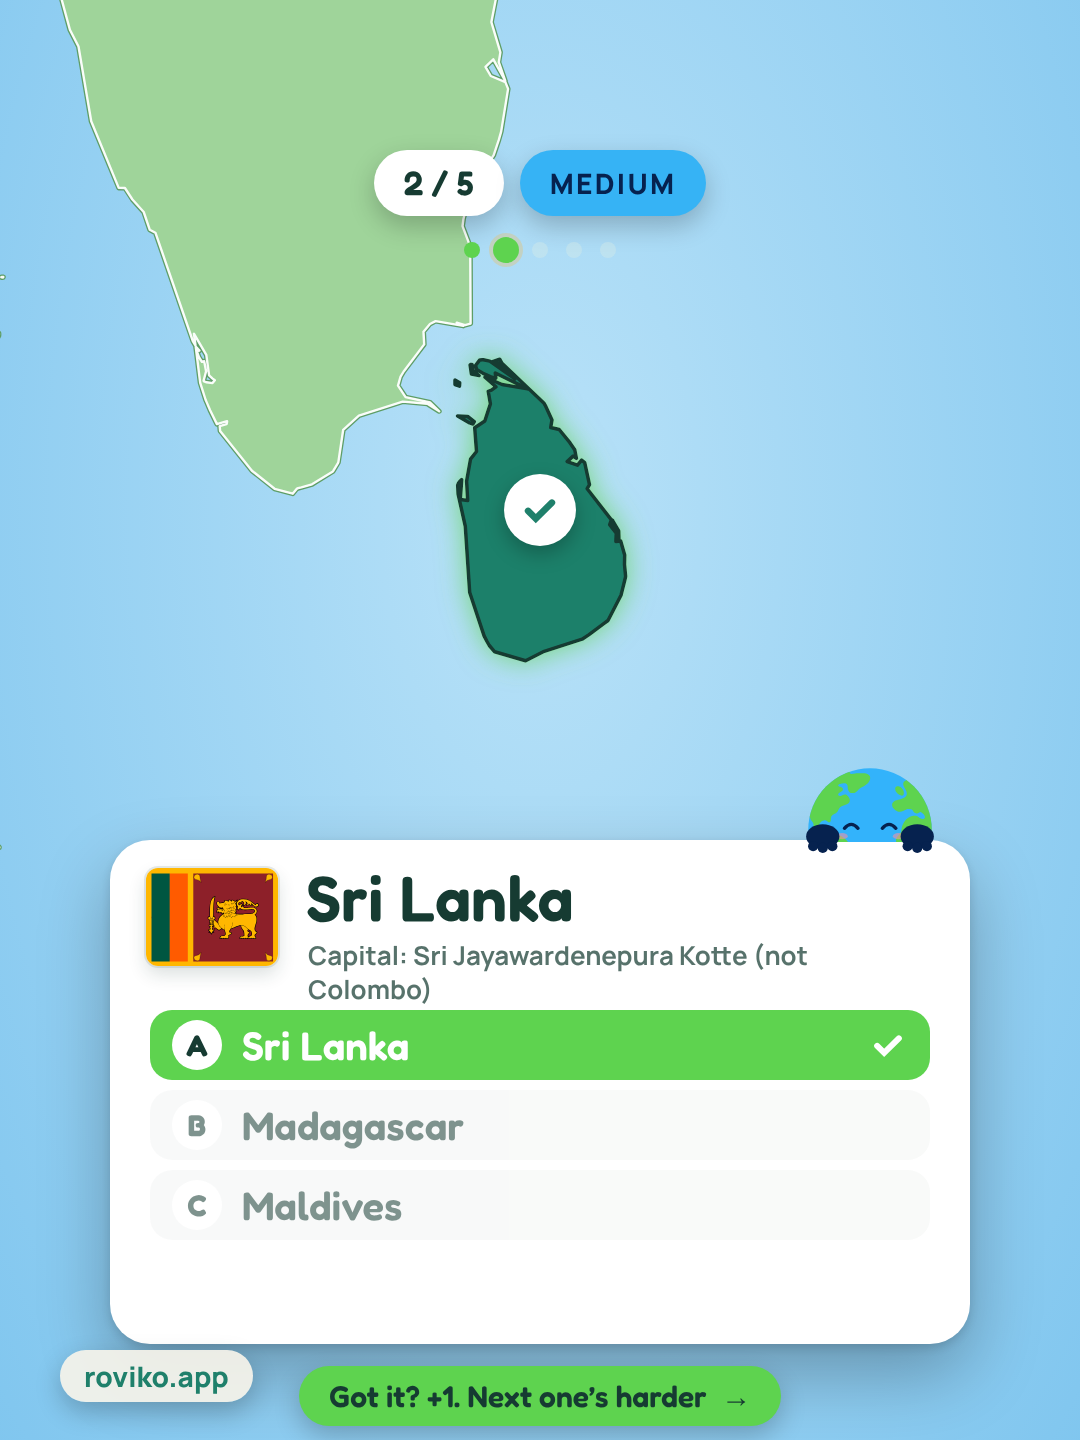 2 / 5
MEDIUM
Sri Lanka
Capital: Sri Jayawardenepura Kotte (not
Colombo)
A Sri Lanka
B Madagascar
C Maldives
roviko.app
Got it? +1. Next one’s harder →